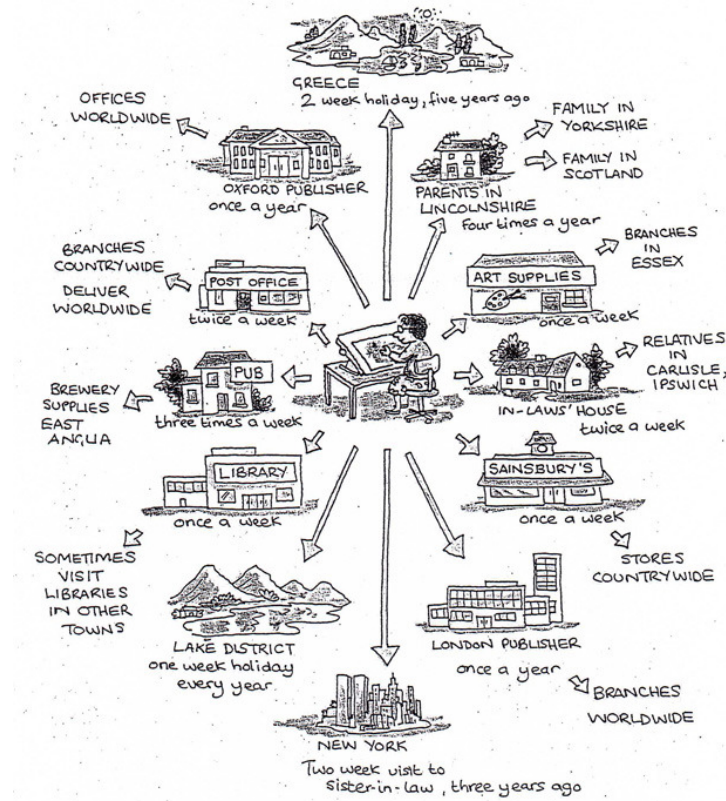 GREECE
2 week holiday, five years ago
OFFICES
WORLDWIDE
OXFORD PUBLISHER
once a year
FAMILY IN
YORKSHIRE
FAMILY IN
SCOTLAND
PARENTS IN
LINCOLNSHIRE
Four times a year
BRANCHES
COUNTRYWIDE
DELIVER
WORLDWIDE
POST OFFICE
twice a week
ART SUPPLIES
once a week
BRANCHES
IN
ESSEX
PUB
three times a week
BREWERY
SUPPLIES
EAST
ANGLIA
RELATIVES
IN
CARLISLE,
IPSWICH
IN-LAWS' HOUSE
twice a week
LIBRARY
once a week
SOMETIMES
VISIT
LIBRARIES
IN OTHER
TOWNS
SAINSBURY'S
once a week
STORES
COUNTRYWIDE
LAKE DISTRICT
one week holiday
every year
LONDON PUBLISHER
once a year
BRANCHES
WORLDWIDE
NEW YORK
Two week visit to
sister-in-law, three years ago